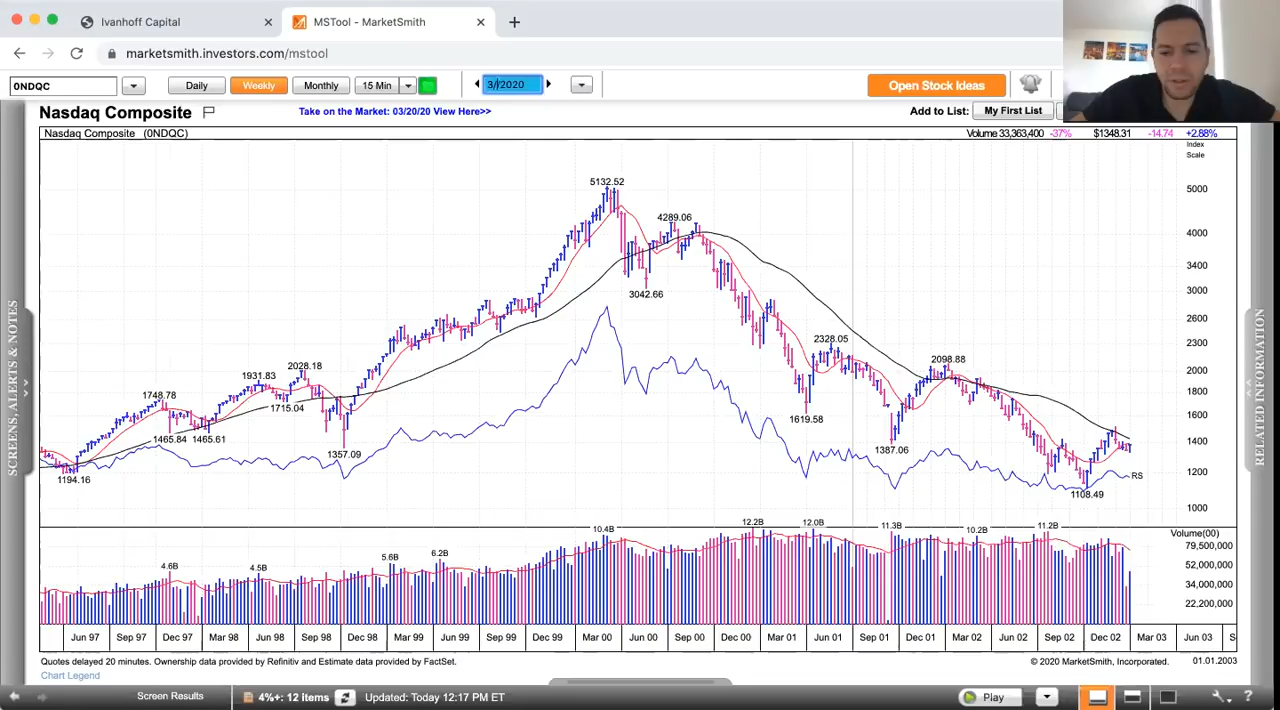 Ivanhoff Capital
MSTool - MarketSmith
marketsmith.investors.com/mstool
0NDQC
Daily
Weekly
Monthly
15 Min
3//2020
Open Stock Ideas
Nasdaq Composite
Take on the Market: 03/20/20 View Here>>
Add to List:
My First List
Nasdaq Composite (0NDQC)
Volume 33,363,400 -37% $1348.31 -14.74 +2.88%
Index
Scale
5132.52
5000
4289.06
4000
3400
3042.66
3000
2600
2328.05
2300
2028.18
2098.88
1931.83
2000
1748.78
1715.04
1800
1619.58
1600
1465.84
1465.61
1357.09
1387.06
1400
1194.16
RS
1200
1108.49
1000
4.6B
4.5B
5.6B
6.2B
10.4B
12.2B
12.0B
11.3B
10.2B
11.2B
Volume(00)
79,500,000
52,000,000
34,000,000
22,200,000
Jun 97 Sep 97 Dec 97 Mar 98 Jun 98 Sep 98 Dec 98 Mar 99 Jun 99 Sep 99 Dec 99 Mar 00 Jun 00 Sep 00 Dec 00 Mar 01 Jun 01 Sep 01 Dec 01 Mar 02 Jun 02 Sep 02 Dec 02 Mar 03 Jun 03 S
Quotes delayed 20 minutes. Ownership data provided by Refinitiv and Estimate data provided by FactSet.
© 2020 MarketSmith, Incorporated.
01.01.2003
Chart Legend
SCREENS, ALERTS & NOTES
RELATED INFORMATION
Screen Results
4%+: 12 items
Updated: Today 12:17 PM ET
Play
?